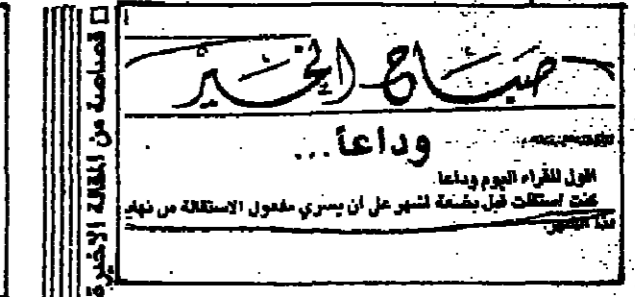 □ قصاصة من المقالة الاخيرة
صباح الخير
وداعاً...
اقول للقراء اليوم وداعا
كنت استقلت قبل بضعة اشهر على ان يسري مفعول الاستقالة من نهاية
هذا الشهر.